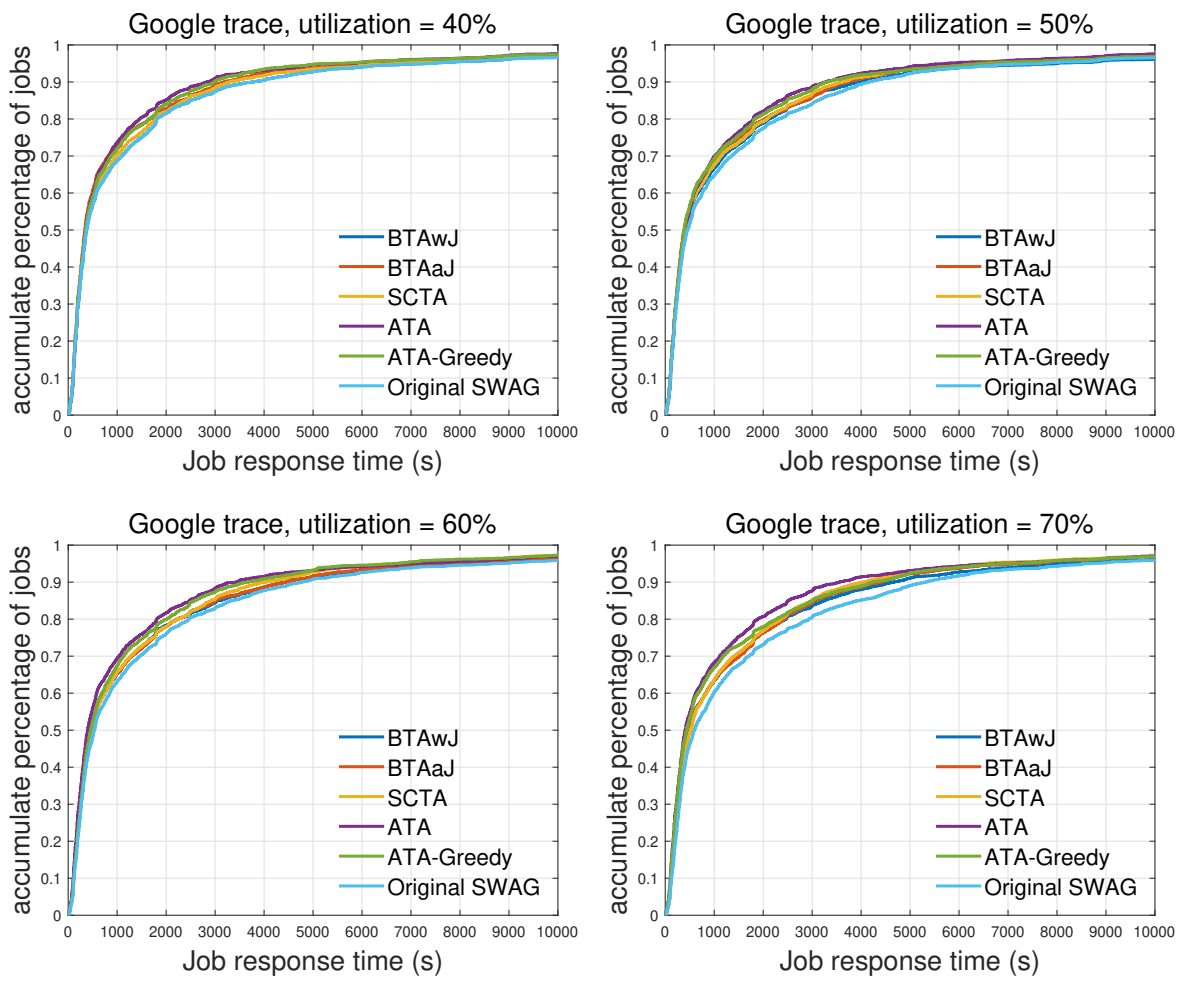 Google trace, utilization = 40%
accumulate percentage of jobs
1
0.9
0.8
0.7
0.6
0.5
0.4
0.3
0.2
0.1
0
BTAwJ
BTAaJ
SCTA
ATA
ATA-Greedy
Original SWAG
0 1000 2000 3000 4000 5000 6000 7000 8000 9000 10000
Job response time (s)
Google trace, utilization = 50%
accumulate percentage of jobs
1
0.9
0.8
0.7
0.6
0.5
0.4
0.3
0.2
0.1
0
BTAwJ
BTAaJ
SCTA
ATA
ATA-Greedy
Original SWAG
0 1000 2000 3000 4000 5000 6000 7000 8000 9000 10000
Job response time (s)
Google trace, utilization = 60%
accumulate percentage of jobs
1
0.9
0.8
0.7
0.6
0.5
0.4
0.3
0.2
0.1
0
BTAwJ
BTAaJ
SCTA
ATA
ATA-Greedy
Original SWAG
0 1000 2000 3000 4000 5000 6000 7000 8000 9000 10000
Job response time (s)
Google trace, utilization = 70%
accumulate percentage of jobs
1
0.9
0.8
0.7
0.6
0.5
0.4
0.3
0.2
0.1
0
BTAwJ
BTAaJ
SCTA
ATA
ATA-Greedy
Original SWAG
0 1000 2000 3000 4000 5000 6000 7000 8000 9000 10000
Job response time (s)